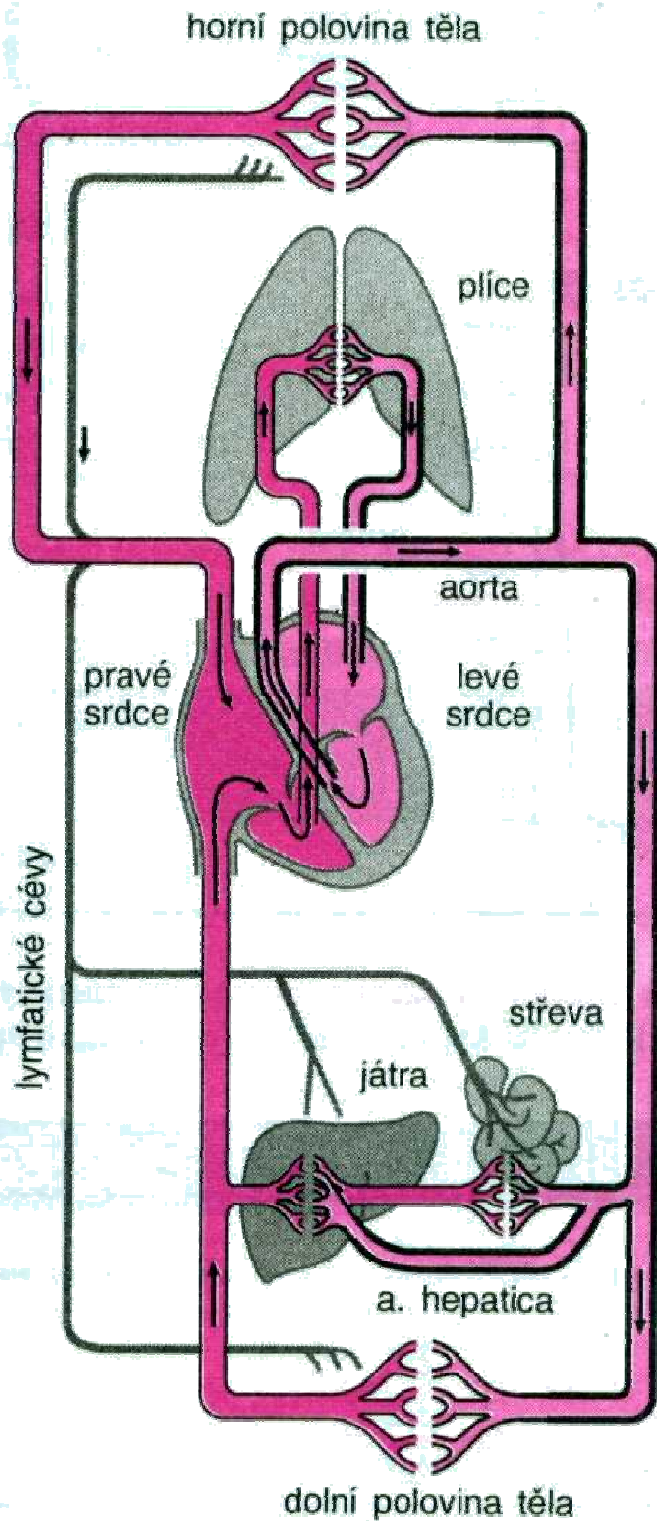 horní polovina těla
plíce
aorta
pravé
srdce
levé
srdce
lymfatické cévy
střeva
játra
a. hepatica
dolní polovina těla